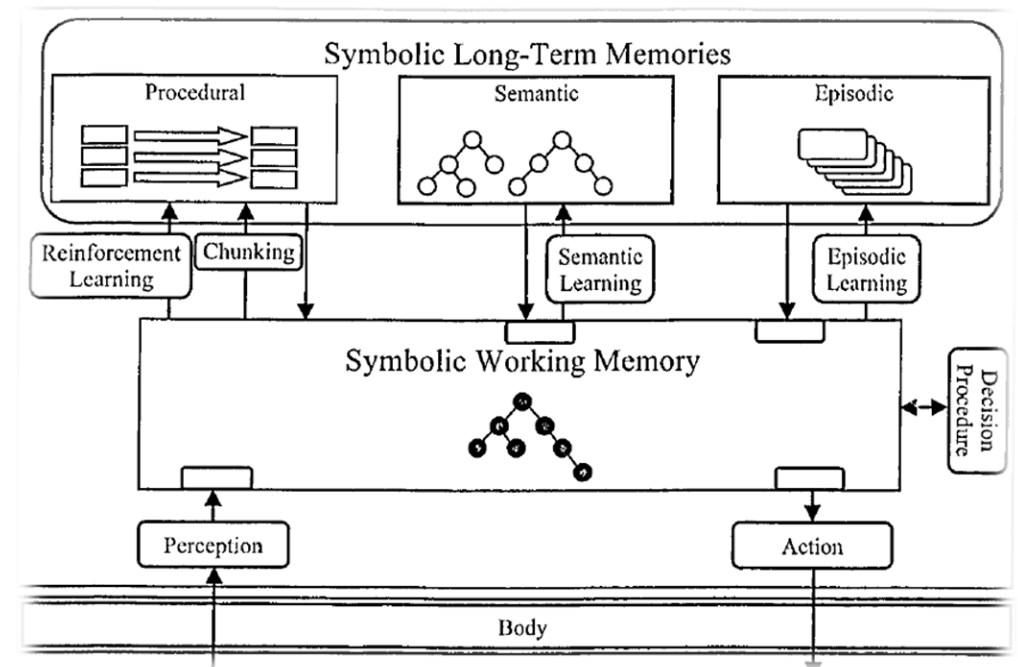 Symbolic Long-Term Memories
Procedural
Semantic
Episodic
Reinforcement
Learning
Chunking
Semantic
Learning
Episodic
Learning
Symbolic Working Memory
Decision
Procedure
Perception
Action
Body